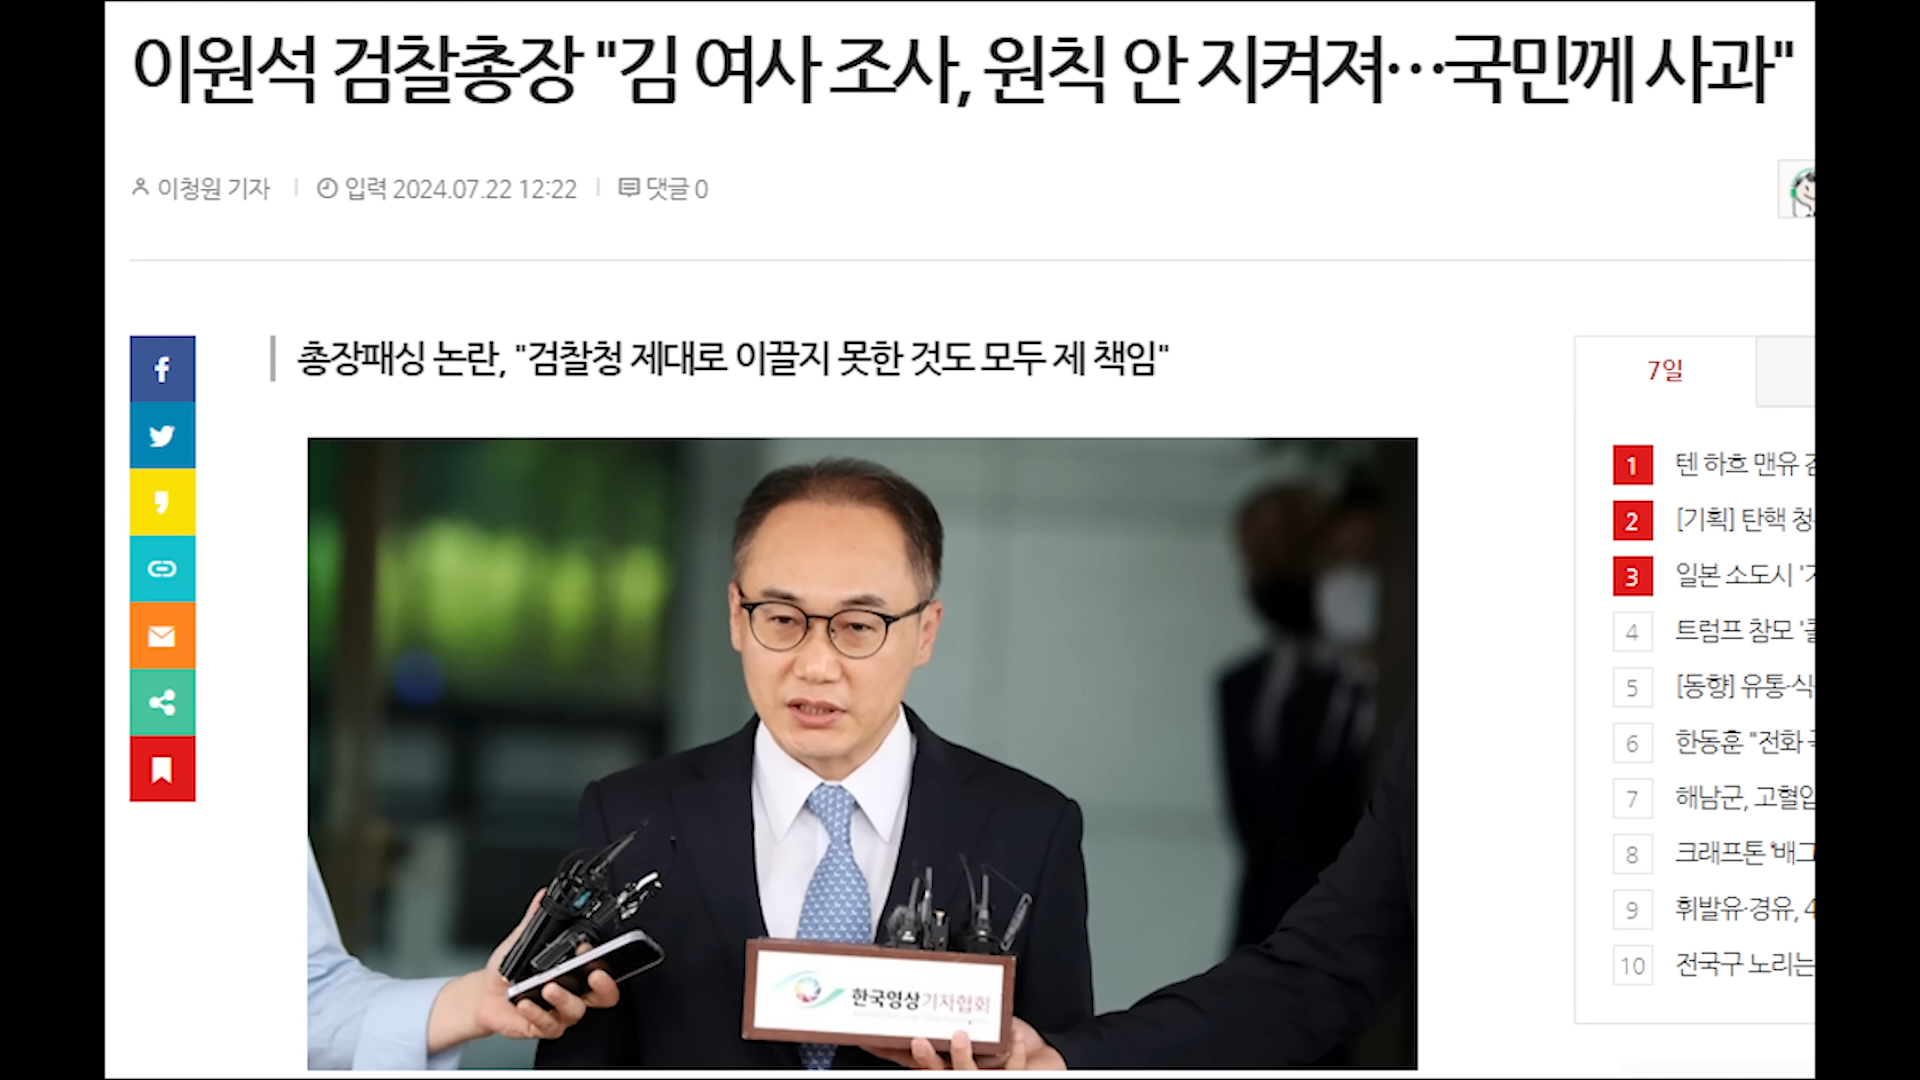 이원석 검찰총장 "김 여사 조사, 원칙 안 지켜져…국민께 사과"
이청원 기자
입력 2024.07.22 12:22
댓글 0
총장패싱 논란, "검찰청 제대로 이끌지 못한 것도 모두 제 책임"
한국영상기자협회
7일
1 텐 하흐 맨유
2 [기획] 탄핵 청
3 일본 소도시
4 트럼프 참모
5 [동향] 유통·식
6 한동훈 "전화
7 해남군, 고혈압
8 크래프톤 '배그
9 휘발유·경유, 4
10 전국구 노리는